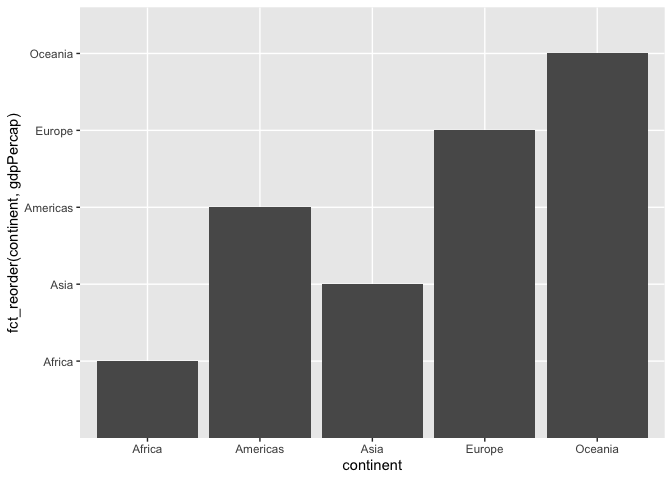 Oceania
Europe
Americas
Asia
Africa
fct_reorder(continent, gdpPercap)
Africa Americas Asia Europe Oceania
continent